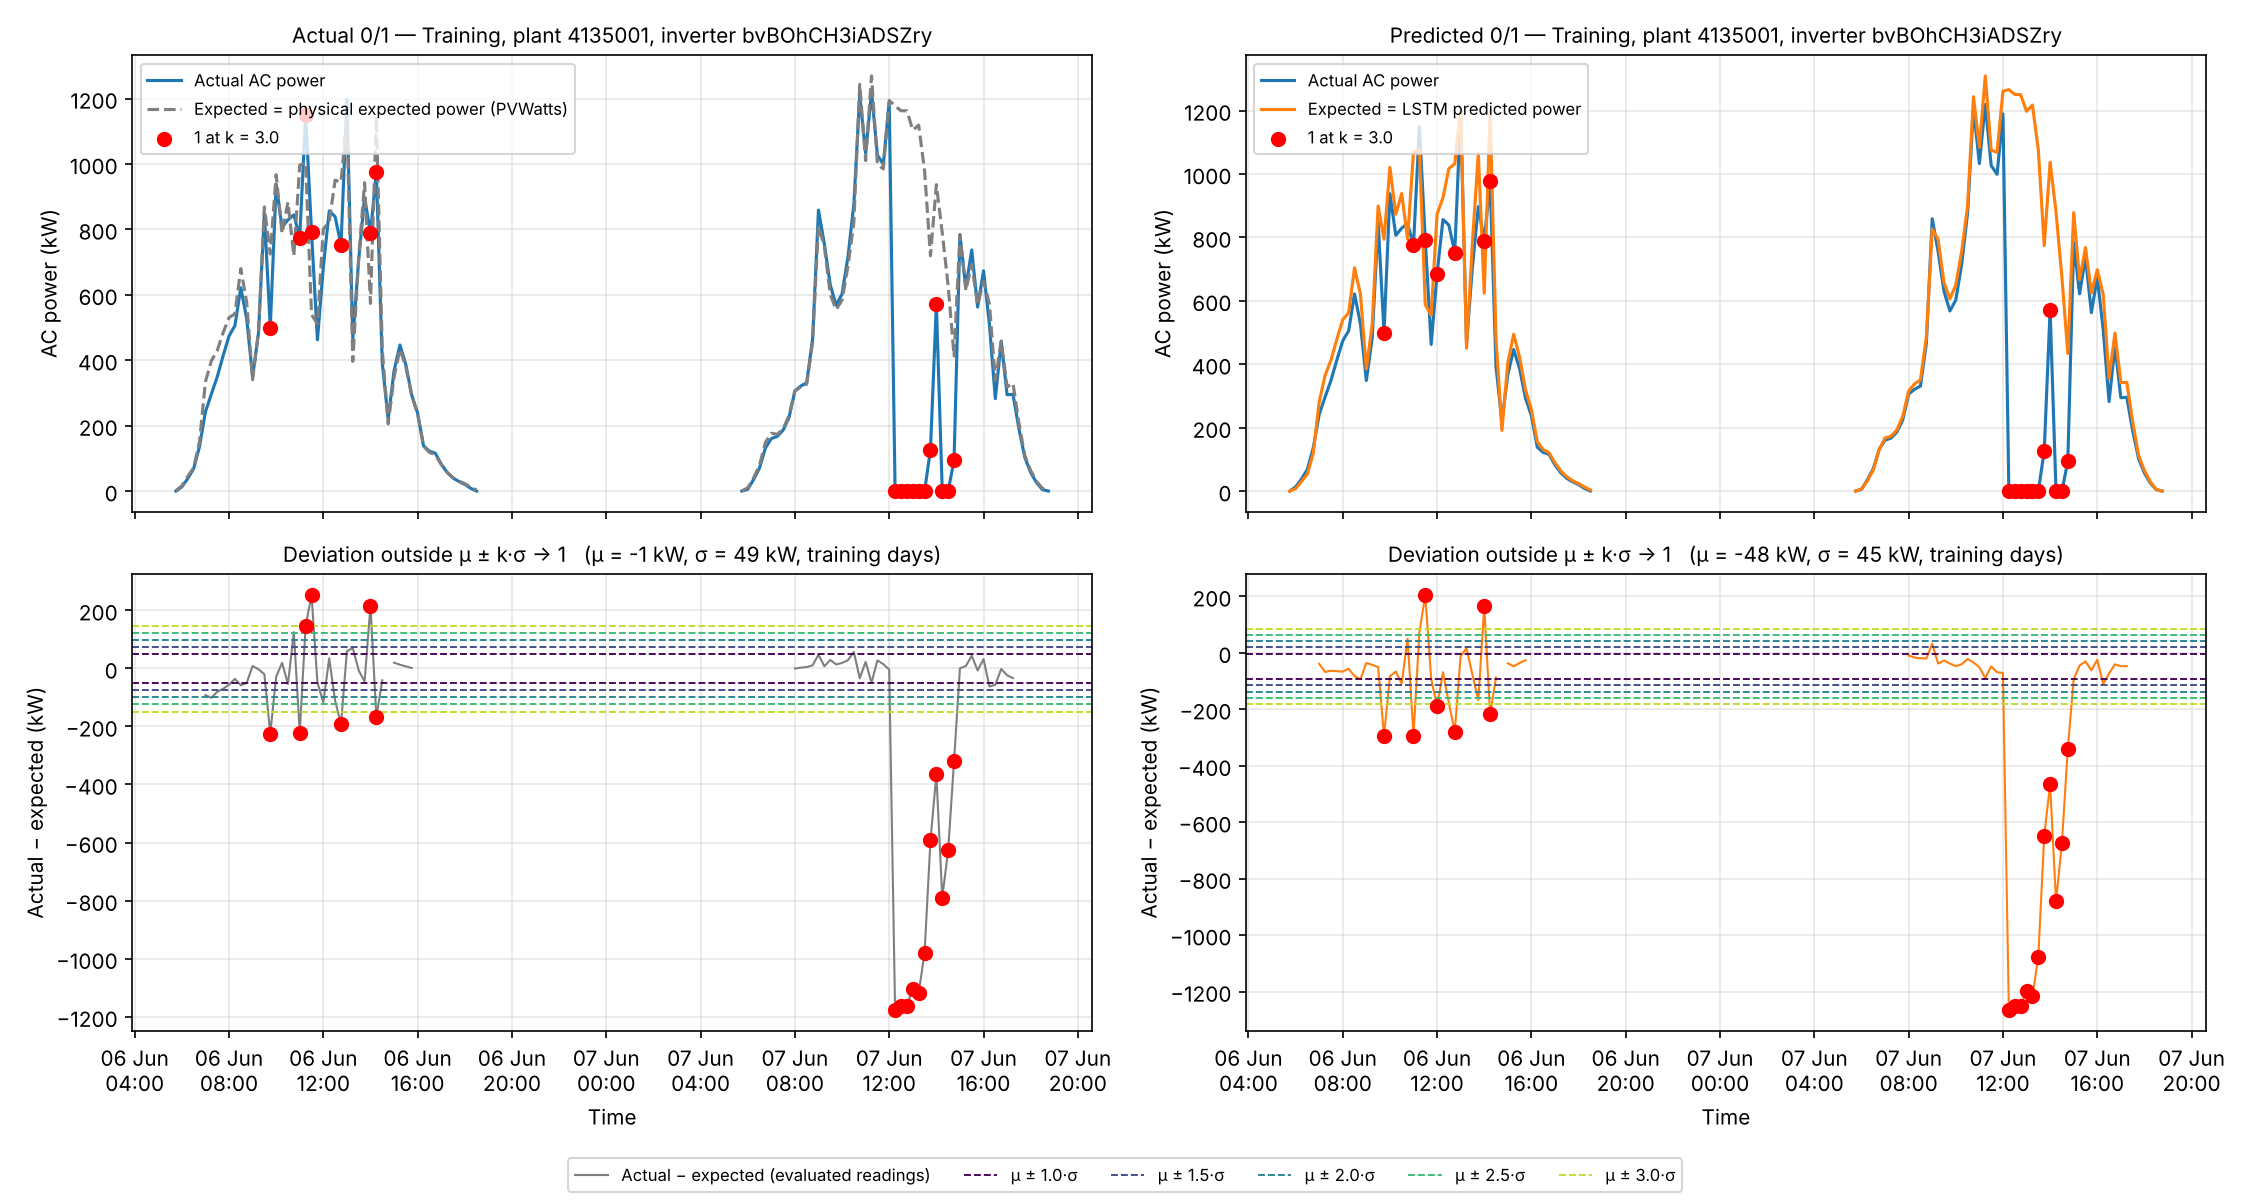 Actual 0/1 — Training, plant 4135001, inverter bvBOhCH3iADSZry
Actual AC power
Expected = physical expected power (PVWatts)
1 at k = 3.0
AC power (kW)
1200
1000
800
600
400
200
0
Predicted 0/1 — Training, plant 4135001, inverter bvBOhCH3iADSZry
Actual AC power
Expected = LSTM predicted power
1 at k = 3.0
AC power (kW)
1200
1000
800
600
400
200
0
Deviation outside μ ± k·σ → 1 (μ = -1 kW, σ = 49 kW, training days)
Actual − expected (kW)
200
0
−200
−400
−600
−800
−1000
−1200
06 Jun 06 Jun 06 Jun 06 Jun 06 Jun 07 Jun 07 Jun 07 Jun 07 Jun 07 Jun 07 Jun
04:00 08:00 12:00 16:00 20:00 00:00 04:00 08:00 12:00 16:00 20:00
Time
Deviation outside μ ± k·σ → 1 (μ = -48 kW, σ = 45 kW, training days)
Actual − expected (kW)
200
0
−200
−400
−600
−800
−1000
−1200
06 Jun 06 Jun 06 Jun 06 Jun 06 Jun 07 Jun 07 Jun 07 Jun 07 Jun 07 Jun 07 Jun
04:00 08:00 12:00 16:00 20:00 00:00 04:00 08:00 12:00 16:00 20:00
Time
Actual − expected (evaluated readings) μ ± 1.0·σ μ ± 1.5·σ μ ± 2.0·σ μ ± 2.5·σ μ ± 3.0·σ